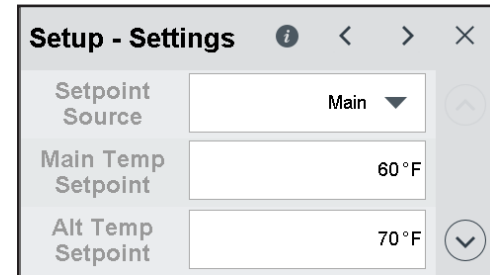 Setup - Settings
Setpoint
Source
Main
Main Temp
Setpoint
60°F
Alt Temp
Setpoint
70°F